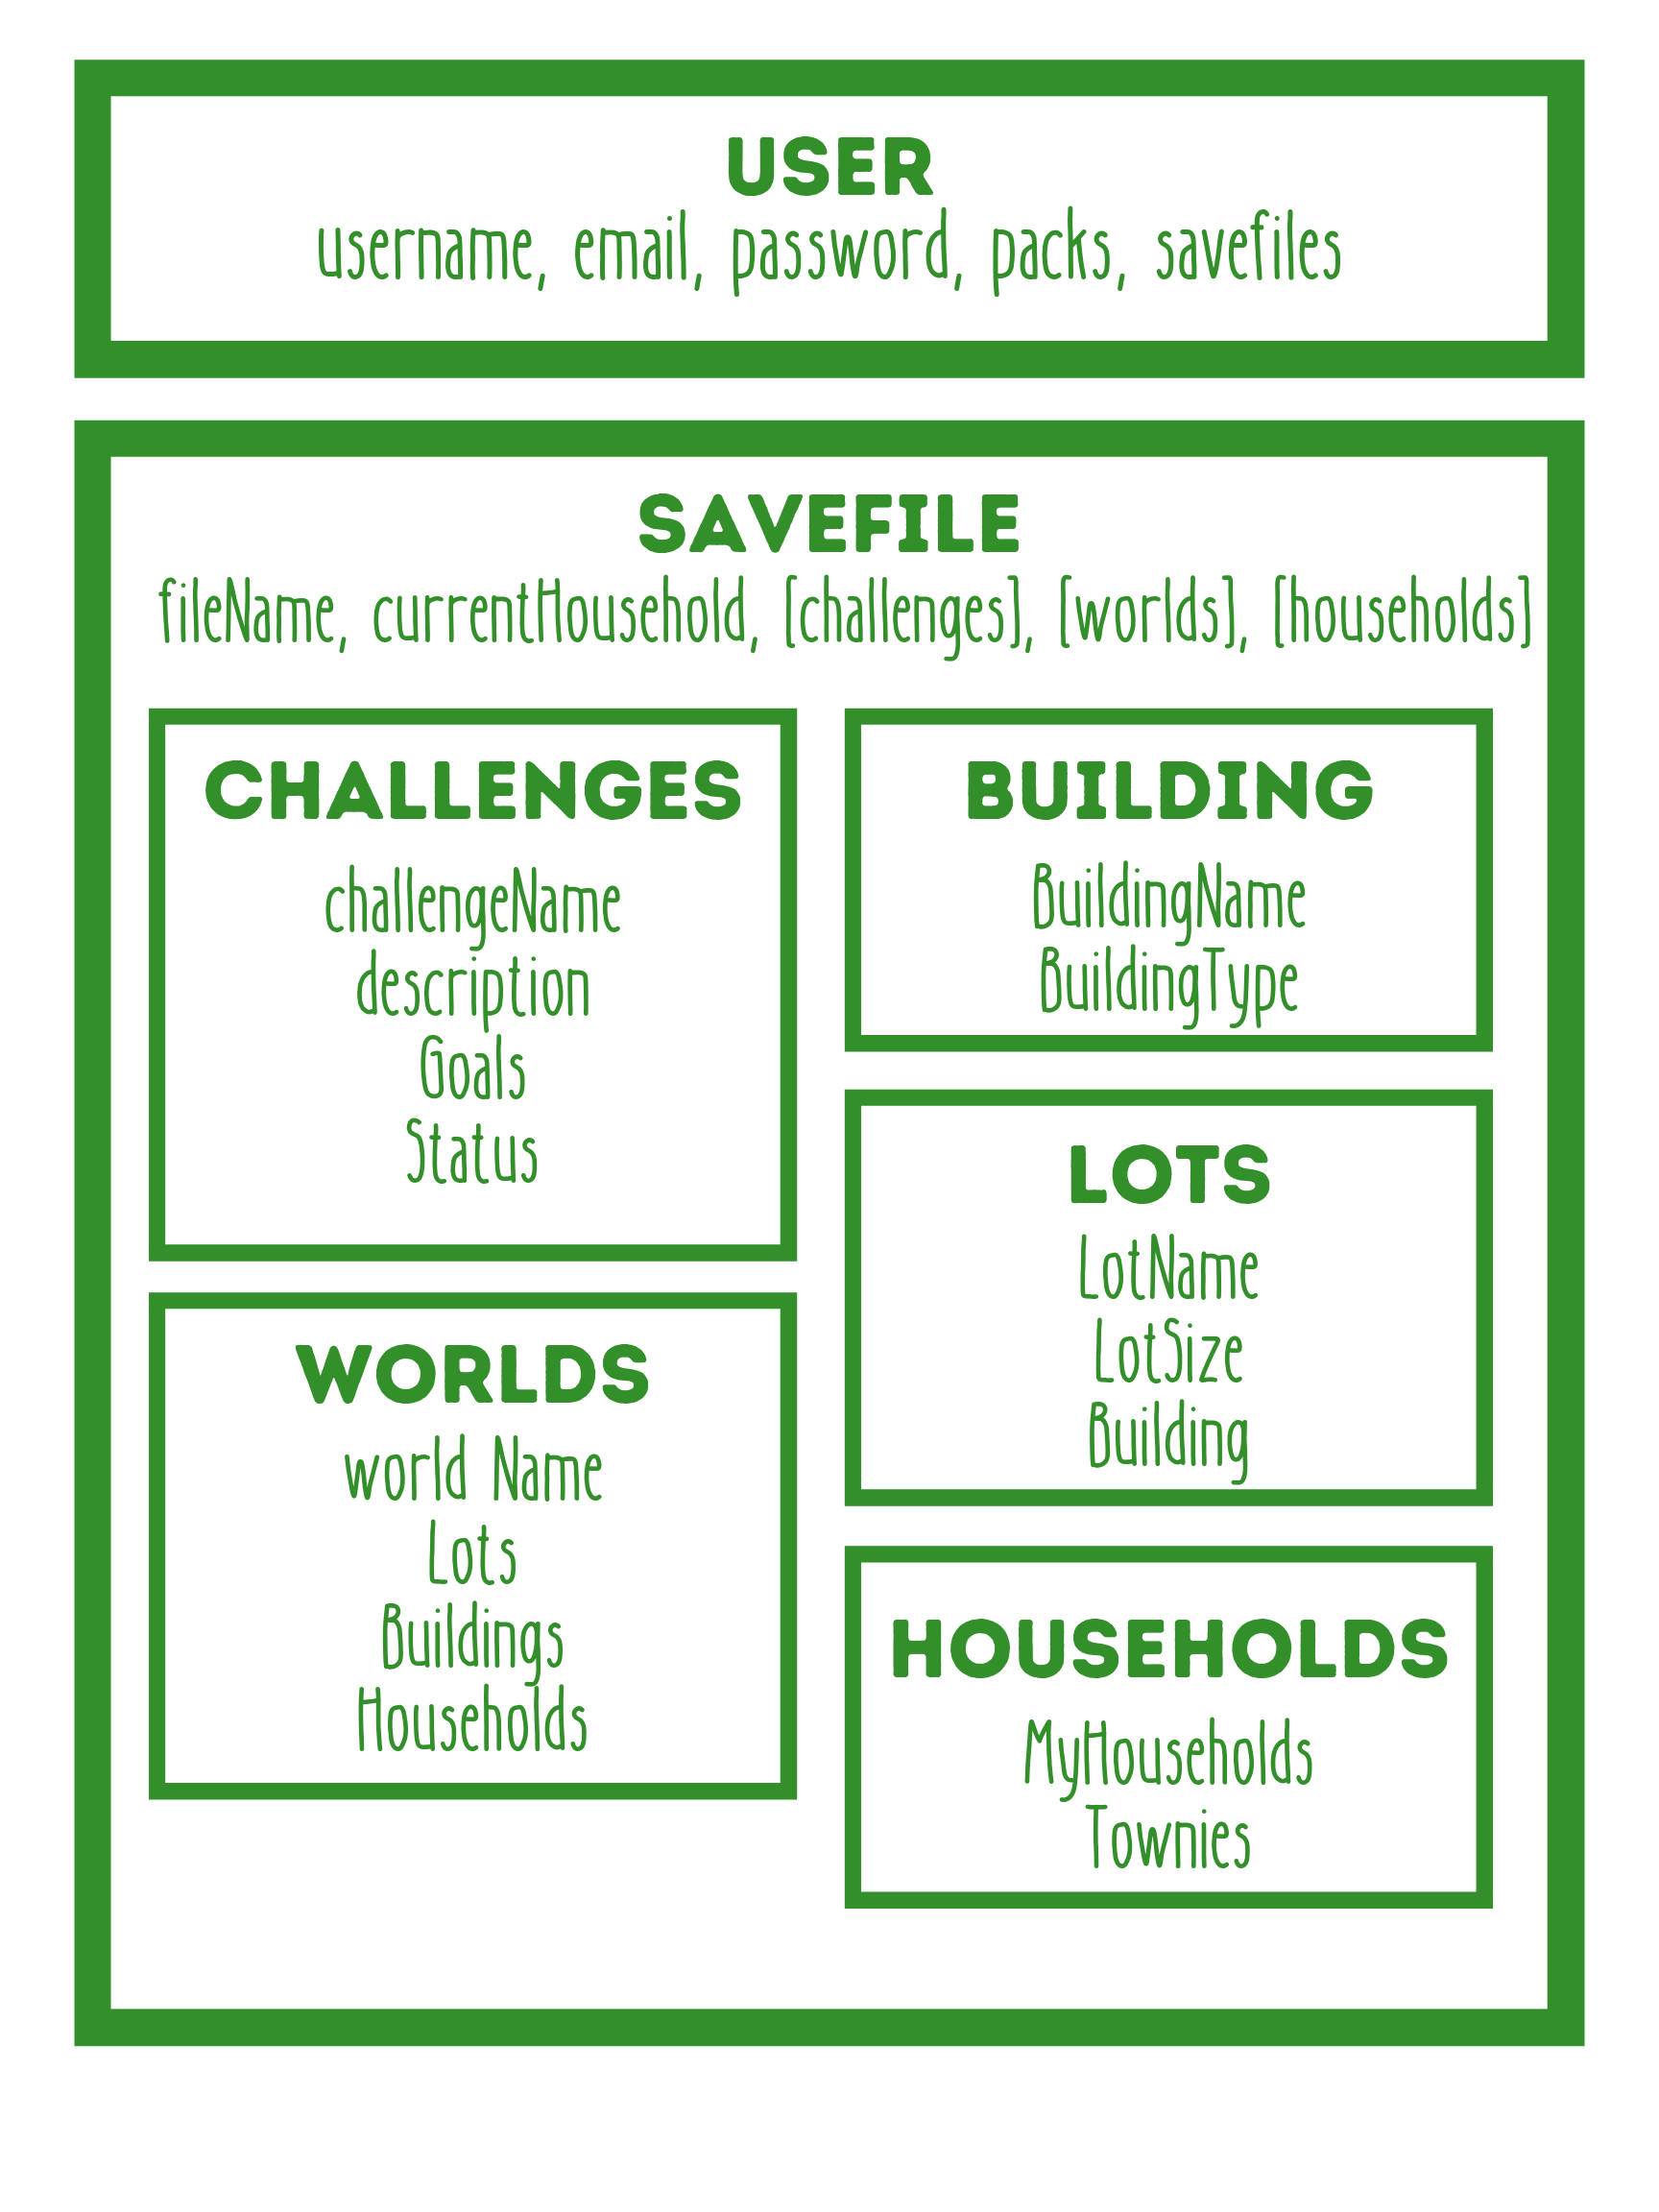 USER
username, email, password, packs, savefiles
SAVEFILE
fileName, currentHousehold, [challenges], [worlds], [households]
CHALLENGES
challengeName
description
Goals
Status
WORLDS
world Name
Lots
Buildings
Households
BUILDING
BuildingName
BuildingType
LOTS
LotName
LotSize
Building
HOUSEHOLDS
MyHouseholds
Townies